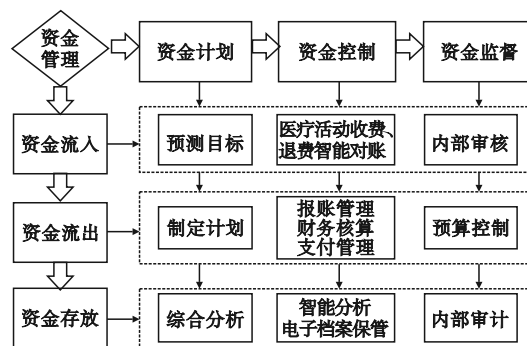 资金
管理
资金计划
资金控制
资金监督
资金流入
预测目标
医疗活动收费、
退费智能对账
内部审核
资金流出
制定计划
报账管理
财务核算
支付管理
预算控制
资金存放
综合分析
智能分析
电子档案保管
内部审计